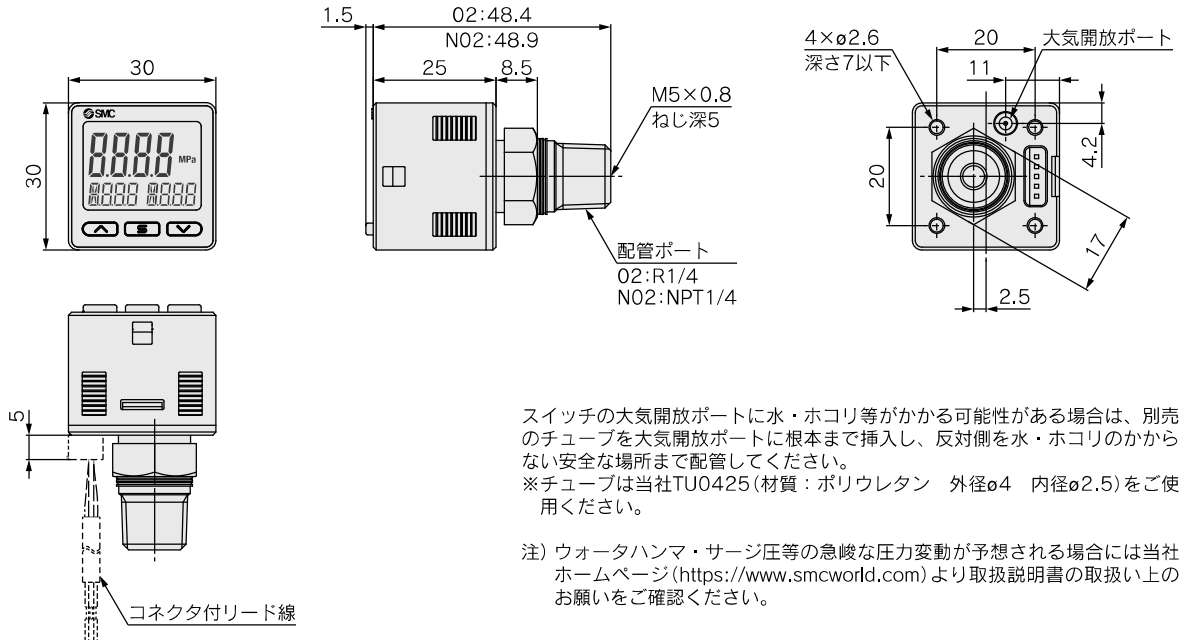 1.5
02:48.4
N02:48.9
25
8.5
M5×0.8
ねじ深5
配管ポート
02:R1/4
N02:NPT1/4
30
30
SMC
8.8.8.8
MPa
S
4×ø2.6
深さ7以下
20
大気開放ポート
11
4.2
20
17
2.5
5
コネクタ付リード線
スイッチの大気開放ポートに水・ホコリ等がかかる可能性がある場合は、別売
のチューブを大気開放ポートに根本まで挿入し、反対側を水・ホコリのかから
ない安全な場所まで配管してください。
※チューブは当社TU0425(材質：ポリウレタン 外径ø4 内径ø2.5)をご使
用ください。
注) ウォータハンマ・サージ圧等の急峻な圧力変動が予想される場合には当社
ホームページ(https://www.smcworld.com)より取扱説明書の取扱い上の
お願いをご確認ください。